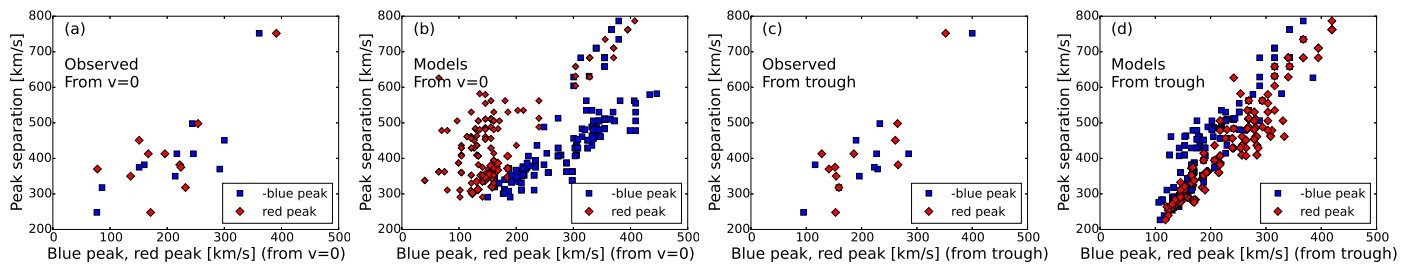 (a)
Observed
From v=0
-blue peak
red peak
Peak separation [km/s]
800
700
600
500
400
300
200
0
100
200
300
400
500
Blue peak, red peak [km/s] (from v=0)
(b)
Models
From v=0
-blue peak
red peak
Peak separation [km/s]
800
700
600
500
400
300
200
0
100
200
300
400
500
Blue peak, red peak [km/s] (from v=0)
(c)
Observed
From trough
-blue peak
red peak
Peak separation [km/s]
800
700
600
500
400
300
200
0
100
200
300
400
500
Blue peak, red peak [km/s] (from trough)
(d)
Models
From trough
-blue peak
red peak
Peak separation [km/s]
800
700
600
500
400
300
200
0
100
200
300
400
500
Blue peak, red peak [km/s] (from trough)